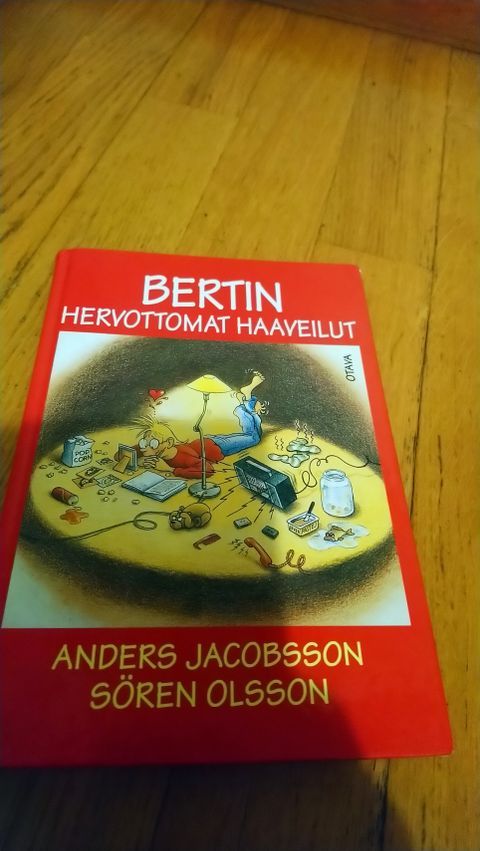 BERTIN
HERVOTTOMAT HAAVEILUT
OTAVA
POP
CORN
ANDERS JACOBSSON
SÖREN OLSSON